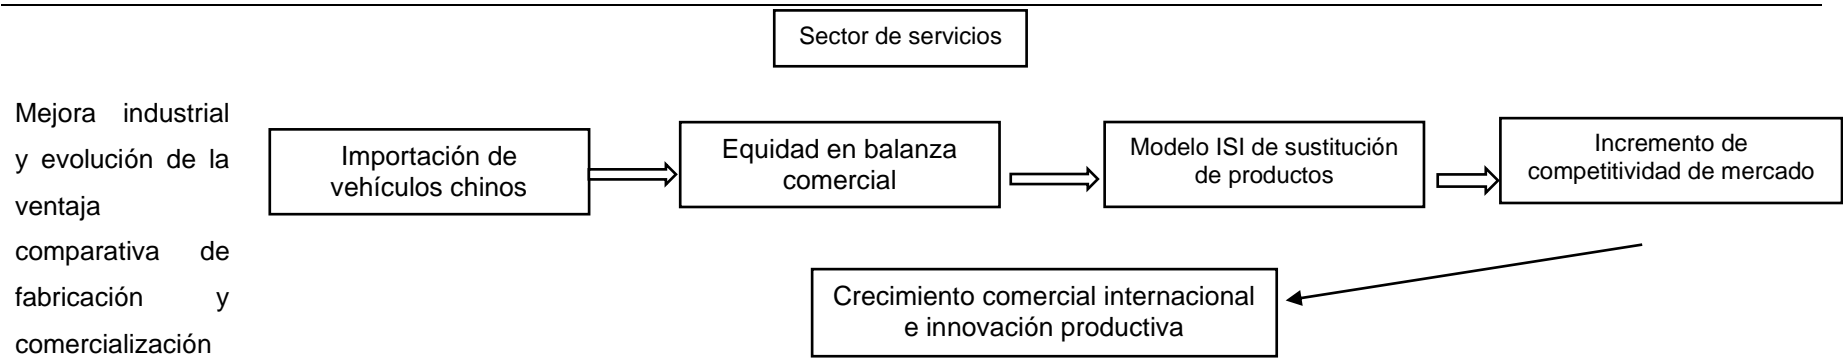 Sector de servicios
Mejora industrial
y evolución de la
ventaja
comparativa de
fabricación y
comercialización
Importación de
vehículos chinos
Equidad en balanza
comercial
Modelo ISI de sustitución
de productos
Incremento de
competitividad de mercado
Crecimiento comercial internacional
e innovación productiva